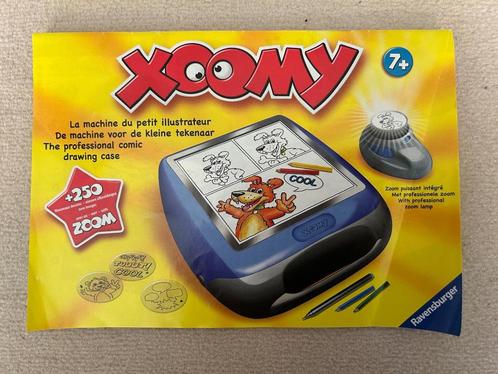 XOOMY
7+
La machine du petit illustrateur
De machine voor de kleine tekenaar
The professional comic
drawing case
+250
ZOOM
COOL
Zoom puissant intégré
Met professionele zoom
With professional
zoom lamp
XOOMY
COOL
Ravensburger